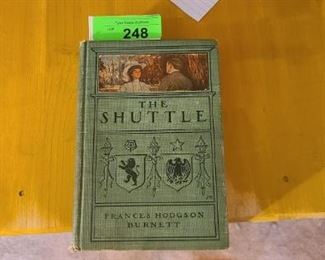 248
THE
SHUTTLE
FRANCES HODGSON
BURNETT